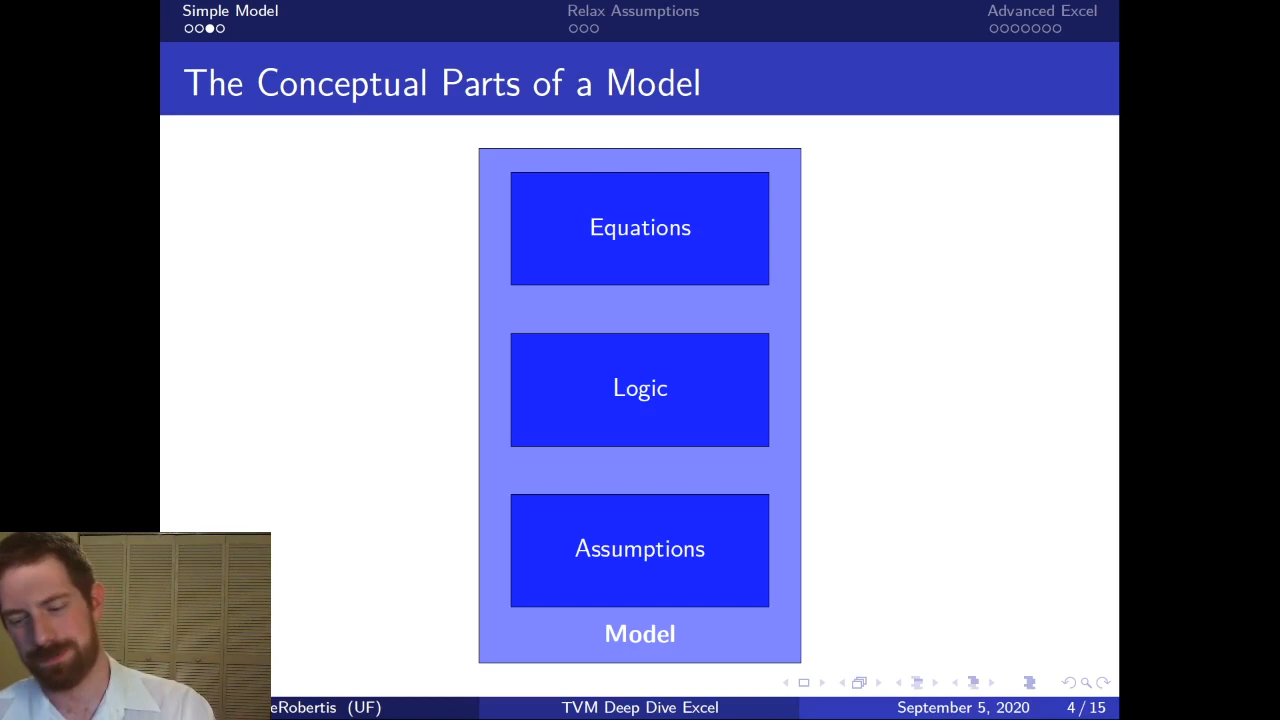 Simple Model Relax Assumptions Advanced Excel
The Conceptual Parts of a Model
Equations
Logic
Assumptions
Model
eRobertis (UF) TVM Deep Dive Excel September 5, 2020 4 / 15